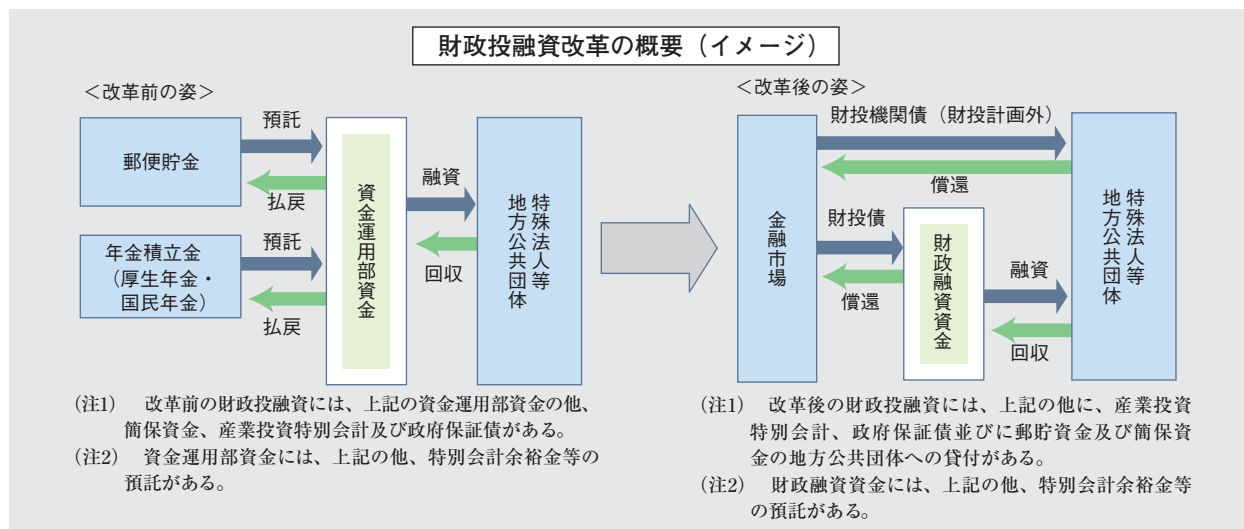 財政投融資改革の概要（イメージ）
＜改革前の姿＞
郵便貯金
預託
払戻
年金積立金
（厚生年金・
国民年金）
預託
払戻
資金運用部資金
融資
回収
特殊法人等
地方公共団体
（注1）　改革前の財政投融資には、上記の資金運用部資金の他、
簡保資金、産業投資特別会計及び政府保証債がある。
（注2）　資金運用部資金には、上記の他、特別会計余裕金等の
預託がある。
＜改革後の姿＞
金融市場
財投機関債（財投計画外）
償還
財投債
償還
財政融資資金
融資
回収
特殊法人等
地方公共団体
（注1）　改革後の財政投融資には、上記の他に、産業投資
特別会計、政府保証債並びに郵貯資金及び簡保資
金の地方公共団体への貸付がある。
（注2）　財政融資資金には、上記の他、特別会計余裕金等
の預託がある。